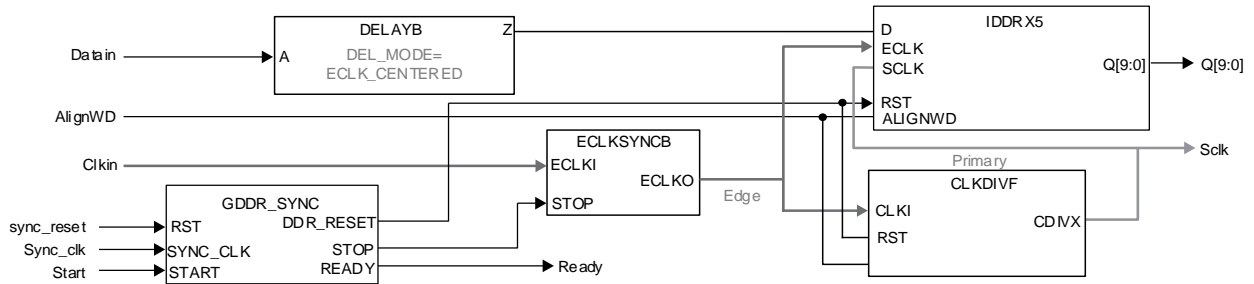 DELAYB
IDDRX5
Datain
A
Z
DEL_MODE=
ECLK_CENTERED
D
ECLK
SCLK
Q[9:0]
Q[9:0]
RST
ALIGNWD
AlignWD
ECLKSYNCB
Clkin
ECLKI
ECLKO
STOP
Edge
Primary
Sclk
CLKDIVF
CLKI
CDIVX
RST
GDDR_SYNC
sync_reset
RST
DDR_RESET
Sync_clk
SYNC_CLK
STOP
Start
START
READY
Ready